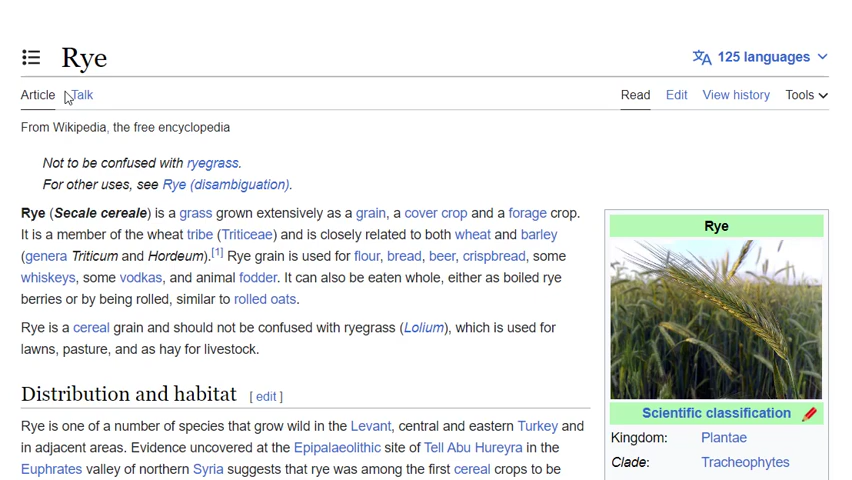 Rye
125 languages
Article Talk Read Edit View history Tools
From Wikipedia, the free encyclopedia
Not to be confused with ryegrass.
For other uses, see Rye (disambiguation).
Rye (Secale cereale) is a grass grown extensively as a grain, a cover crop and a forage crop.
It is a member of the wheat tribe (Triticeae) and is closely related to both wheat and barley
(genera Triticum and Hordeum).[1] Rye grain is used for flour, bread, beer, crispbread, some
whiskeys, some vodkas, and animal fodder. It can also be eaten whole, either as boiled rye
berries or by being rolled, similar to rolled oats.
Rye is a cereal grain and should not be confused with ryegrass (Lolium), which is used for
lawns, pasture, and as hay for livestock.
Distribution and habitat [ edit ]
Rye is one of a number of species that grow wild in the Levant, central and eastern Turkey and
in adjacent areas. Evidence uncovered at the Epipalaeolithic site of Tell Abu Hureyra in the
Euphrates valley of northern Syria suggests that rye was among the first cereal crops to be
Rye
Scientific classification
Kingdom: Plantae
Clade: Tracheophytes